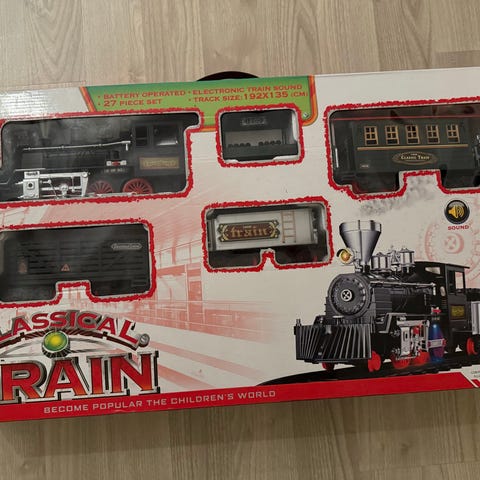 • BATTERY OPERATED • ELECTRONIC TRAIN SOUND
• 27 PIECE SET • TRACK SIZE: 192X135 (CM)
CLASSIC TRAIN
train
SOUND
CLASSICAL
TRAIN
BECOME POPULAR THE CHILDREN'S WORLD